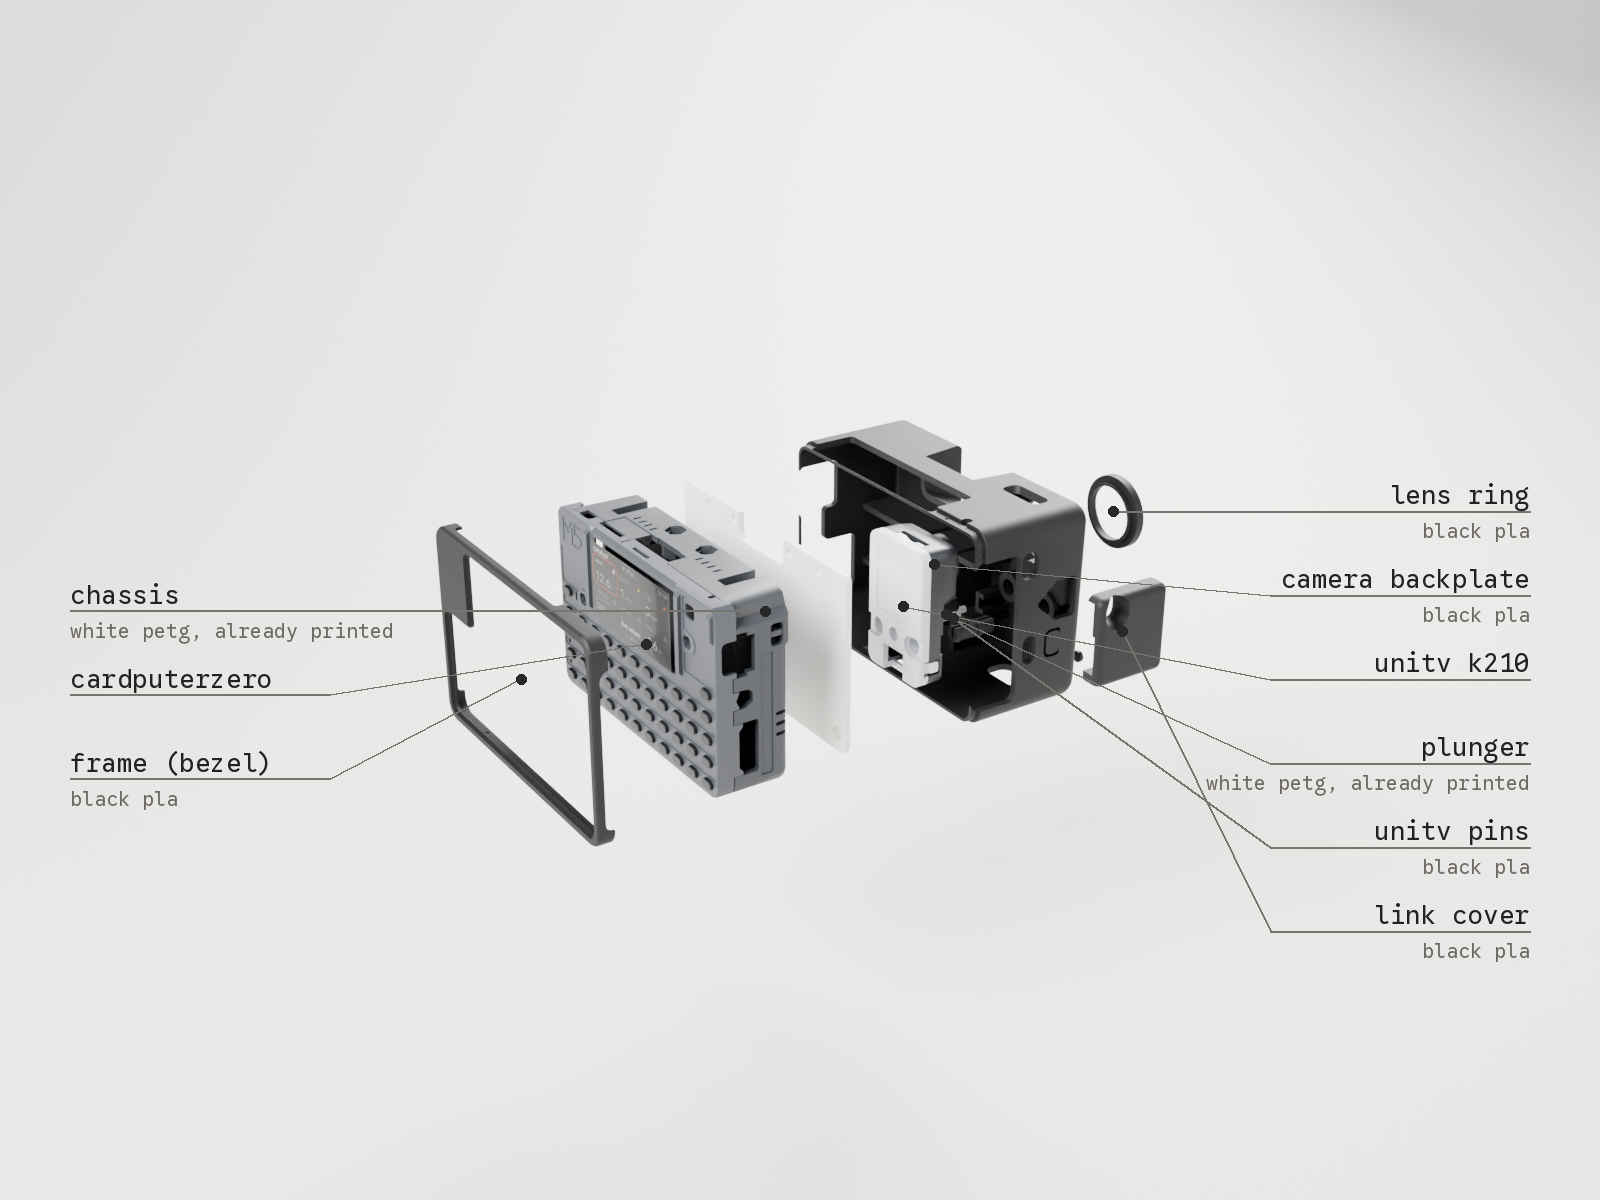 chassis
white petg, already printed
cardputerzero
frame (bezel)
black pla
M5
lens ring
black pla
camera backplate
black pla
unitv k210
plunger
white petg, already printed
unitv pins
black pla
link cover
black pla